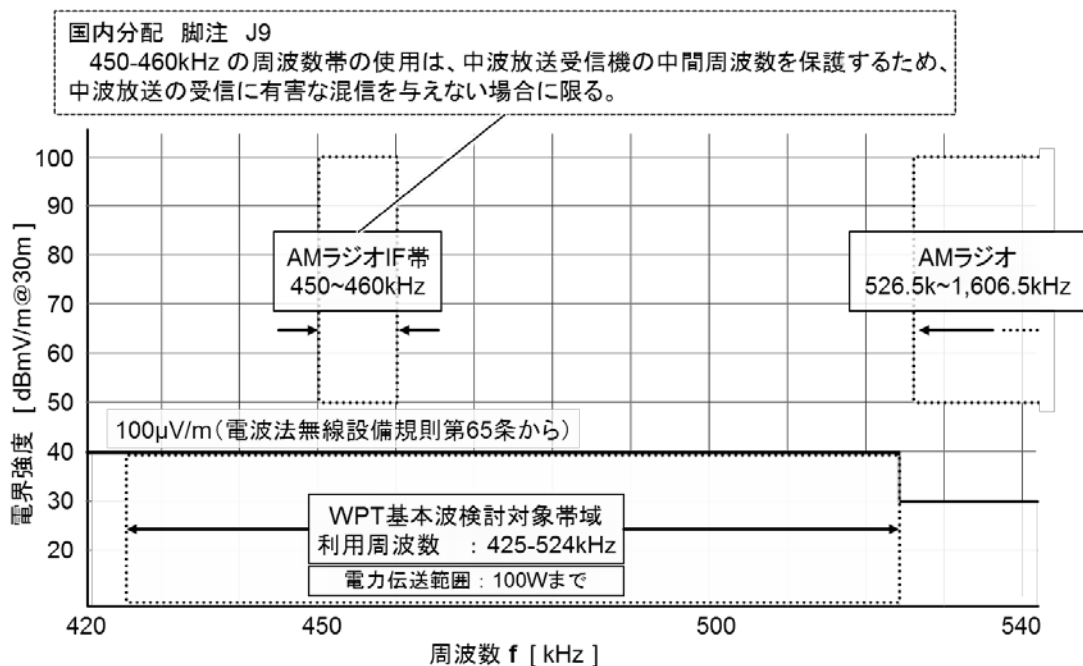 国内分配 脚注 J9
450-460kHz の周波数帯の使用は、中波放送受信機の中間周波数を保護するため、
中波放送の受信に有害な混信を与えない場合に限る。
電界強度 [ dBmV/m@30m ]
100
90
80
70
60
50
40
30
20
AMラジオIF帯
450~460kHz
AMラジオ
526.5k~1,606.5kHz
100μV/m（電波法無線設備規則第65条から）
WPT基本波検討対象帯域
利用周波数 ：425-524kHz
電力伝送範囲：100Wまで
420
450
500
540
周波数 f [ kHz ]